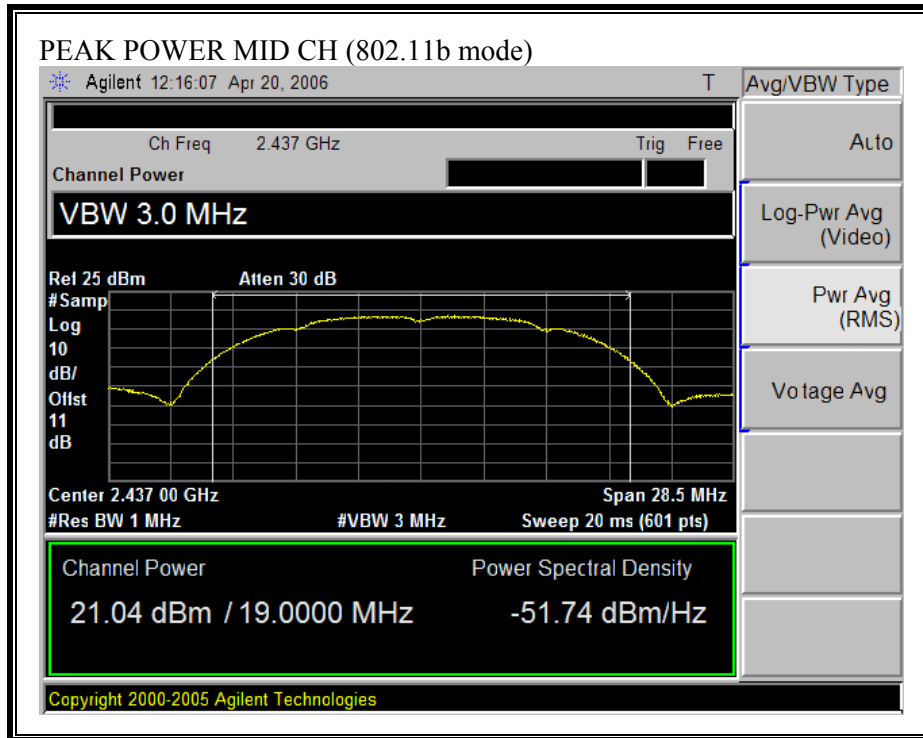 PEAK POWER MID CH (802.11b mode)
Agilent 12:16:07 Apr 20, 2006 T
Avg/VBW Type
Ch Freq 2.437 GHz Trig Free
Channel Power
VBW 3.0 MHz
Ref 25 dBm Atten 30 dB
#Samp
Log
10
dB/
Offst
11
dB
Center 2.437 00 GHz Span 28.5 MHz
#Res BW 1 MHz #VBW 3 MHz Sweep 20 ms (601 pts)
Channel Power Power Spectral Density
21.04 dBm / 19.0000 MHz -51.74 dBm/Hz
Copyright 2000-2005 Agilent Technologies
Auto
Log-Pwr Avg
(Video)
Pwr Avg
(RMS)
Voltage Avg